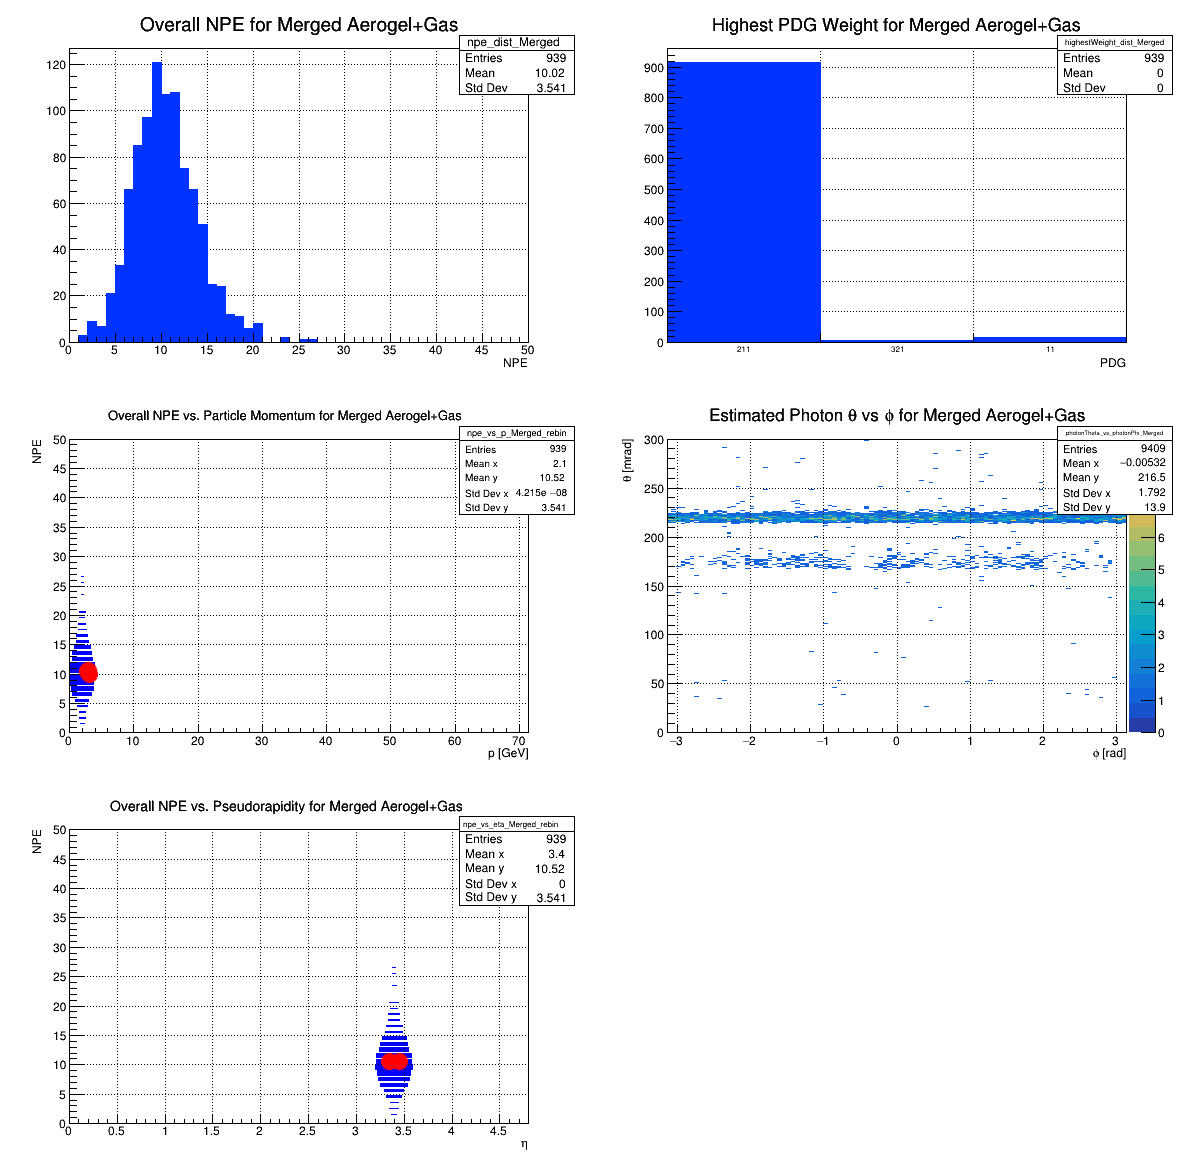 Overall NPE for Merged Aerogel+Gas
npe_dist_Merged
Entries 939
Mean 10.02
Std Dev 3.541
120
100
80
60
40
20
0
0 5 10 15 20 25 30 35 40 45 50
NPE
Highest PDG Weight for Merged Aerogel+Gas
highestWeight_dist_Merged
Entries 939
Mean 0
Std Dev 0
900
800
700
600
500
400
300
200
100
0
211 321 11
PDG
Overall NPE vs. Particle Momentum for Merged Aerogel+Gas
npe_vs_p_Merged_rebin
Entries 939
Mean x 2.1
Mean y 10.52
Std Dev x 4.215e −08
Std Dev y 3.541
NPE
50
45
40
35
30
25
20
15
10
5
0
0 10 20 30 40 50 60 70
p [GeV]
Estimated Photon θ vs ϕ for Merged Aerogel+Gas
photonTheta_vs_photonPhi_Merged
Entries 9409
Mean x −0.00532
Mean y 216.5
Std Dev x 1.792
Std Dev y 13.9
θ [mrad]
300
250
200
150
100
50
0
−3 −2 −1 0 1 2 3
ϕ [rad]
6
5
4
3
2
1
0
Overall NPE vs. Pseudorapidity for Merged Aerogel+Gas
npe_vs_eta_Merged_rebin
Entries 939
Mean x 3.4
Mean y 10.52
Std Dev x 0
Std Dev y 3.541
NPE
50
45
40
35
30
25
20
15
10
5
0
0 0.5 1 1.5 2 2.5 3 3.5 4 4.5
η